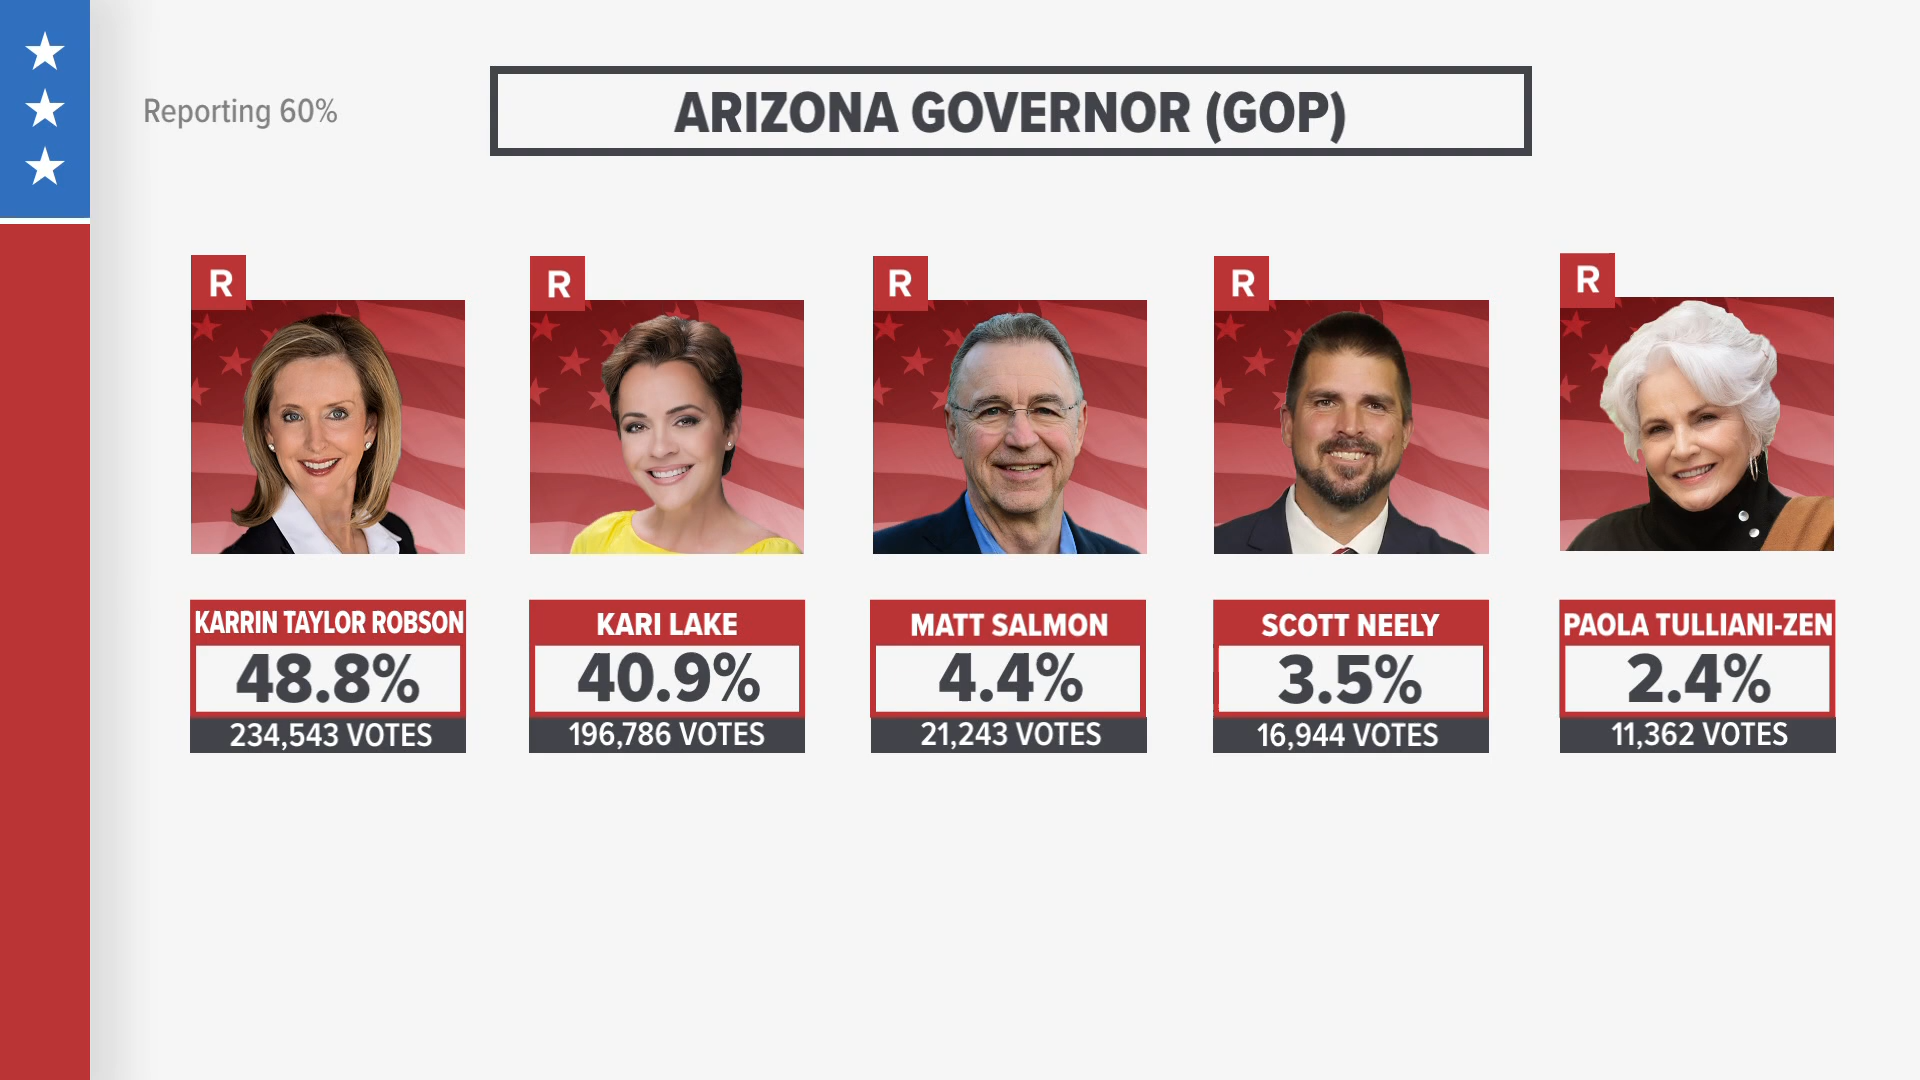 Reporting 60%
ARIZONA GOVERNOR (GOP)
R
R
R
R
R
KARRIN TAYLOR ROBSON
48.8%
234,543 VOTES
KARI LAKE
40.9%
196,786 VOTES
MATT SALMON
4.4%
21,243 VOTES
SCOTT NEELY
3.5%
16,944 VOTES
PAOLA TULLIANI-ZEN
2.4%
11,362 VOTES